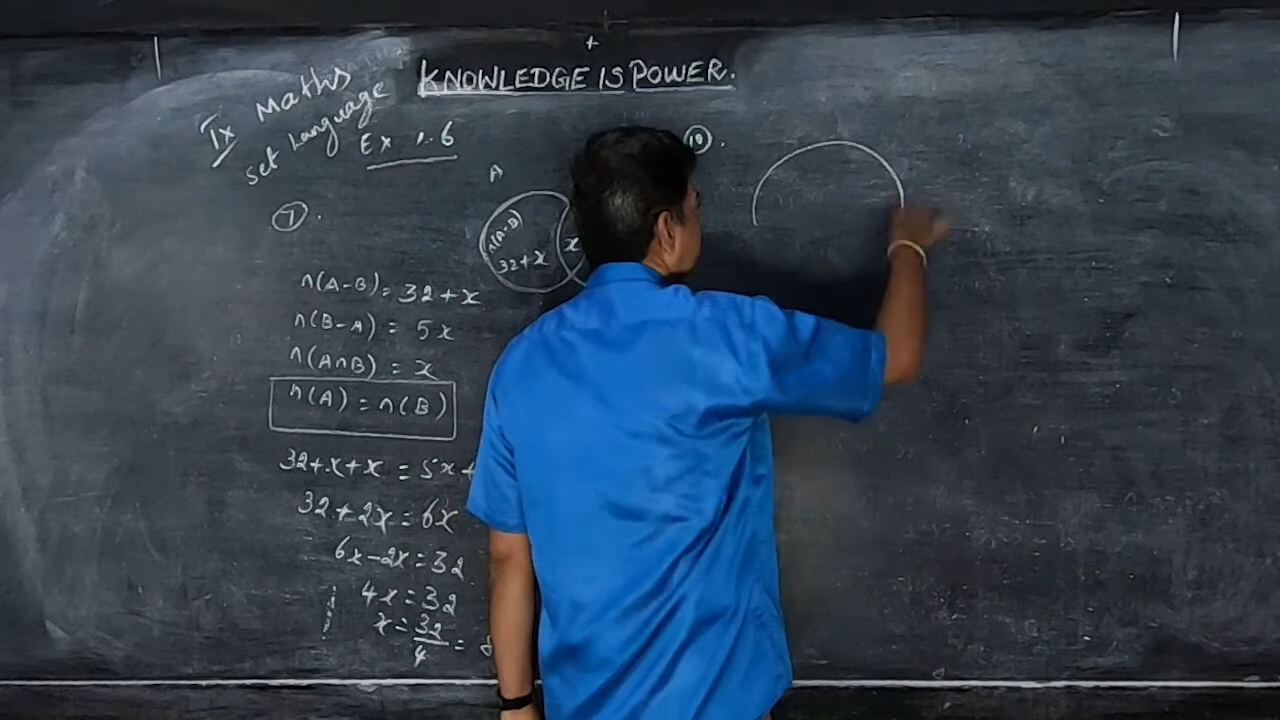 KNOWLEDGE IS POWER.
IX Maths
Set Language
Ex 1.6
7.
A
n(A-B)
32+x
x
n(A-B) = 32+x
n(B-A) = 5x
n(A∩B) = x
n(A) = n(B)
32+x+x = 5x+
32+2x = 6x
6x-2x = 32
4x = 32
x = 32/4 = 8
10.